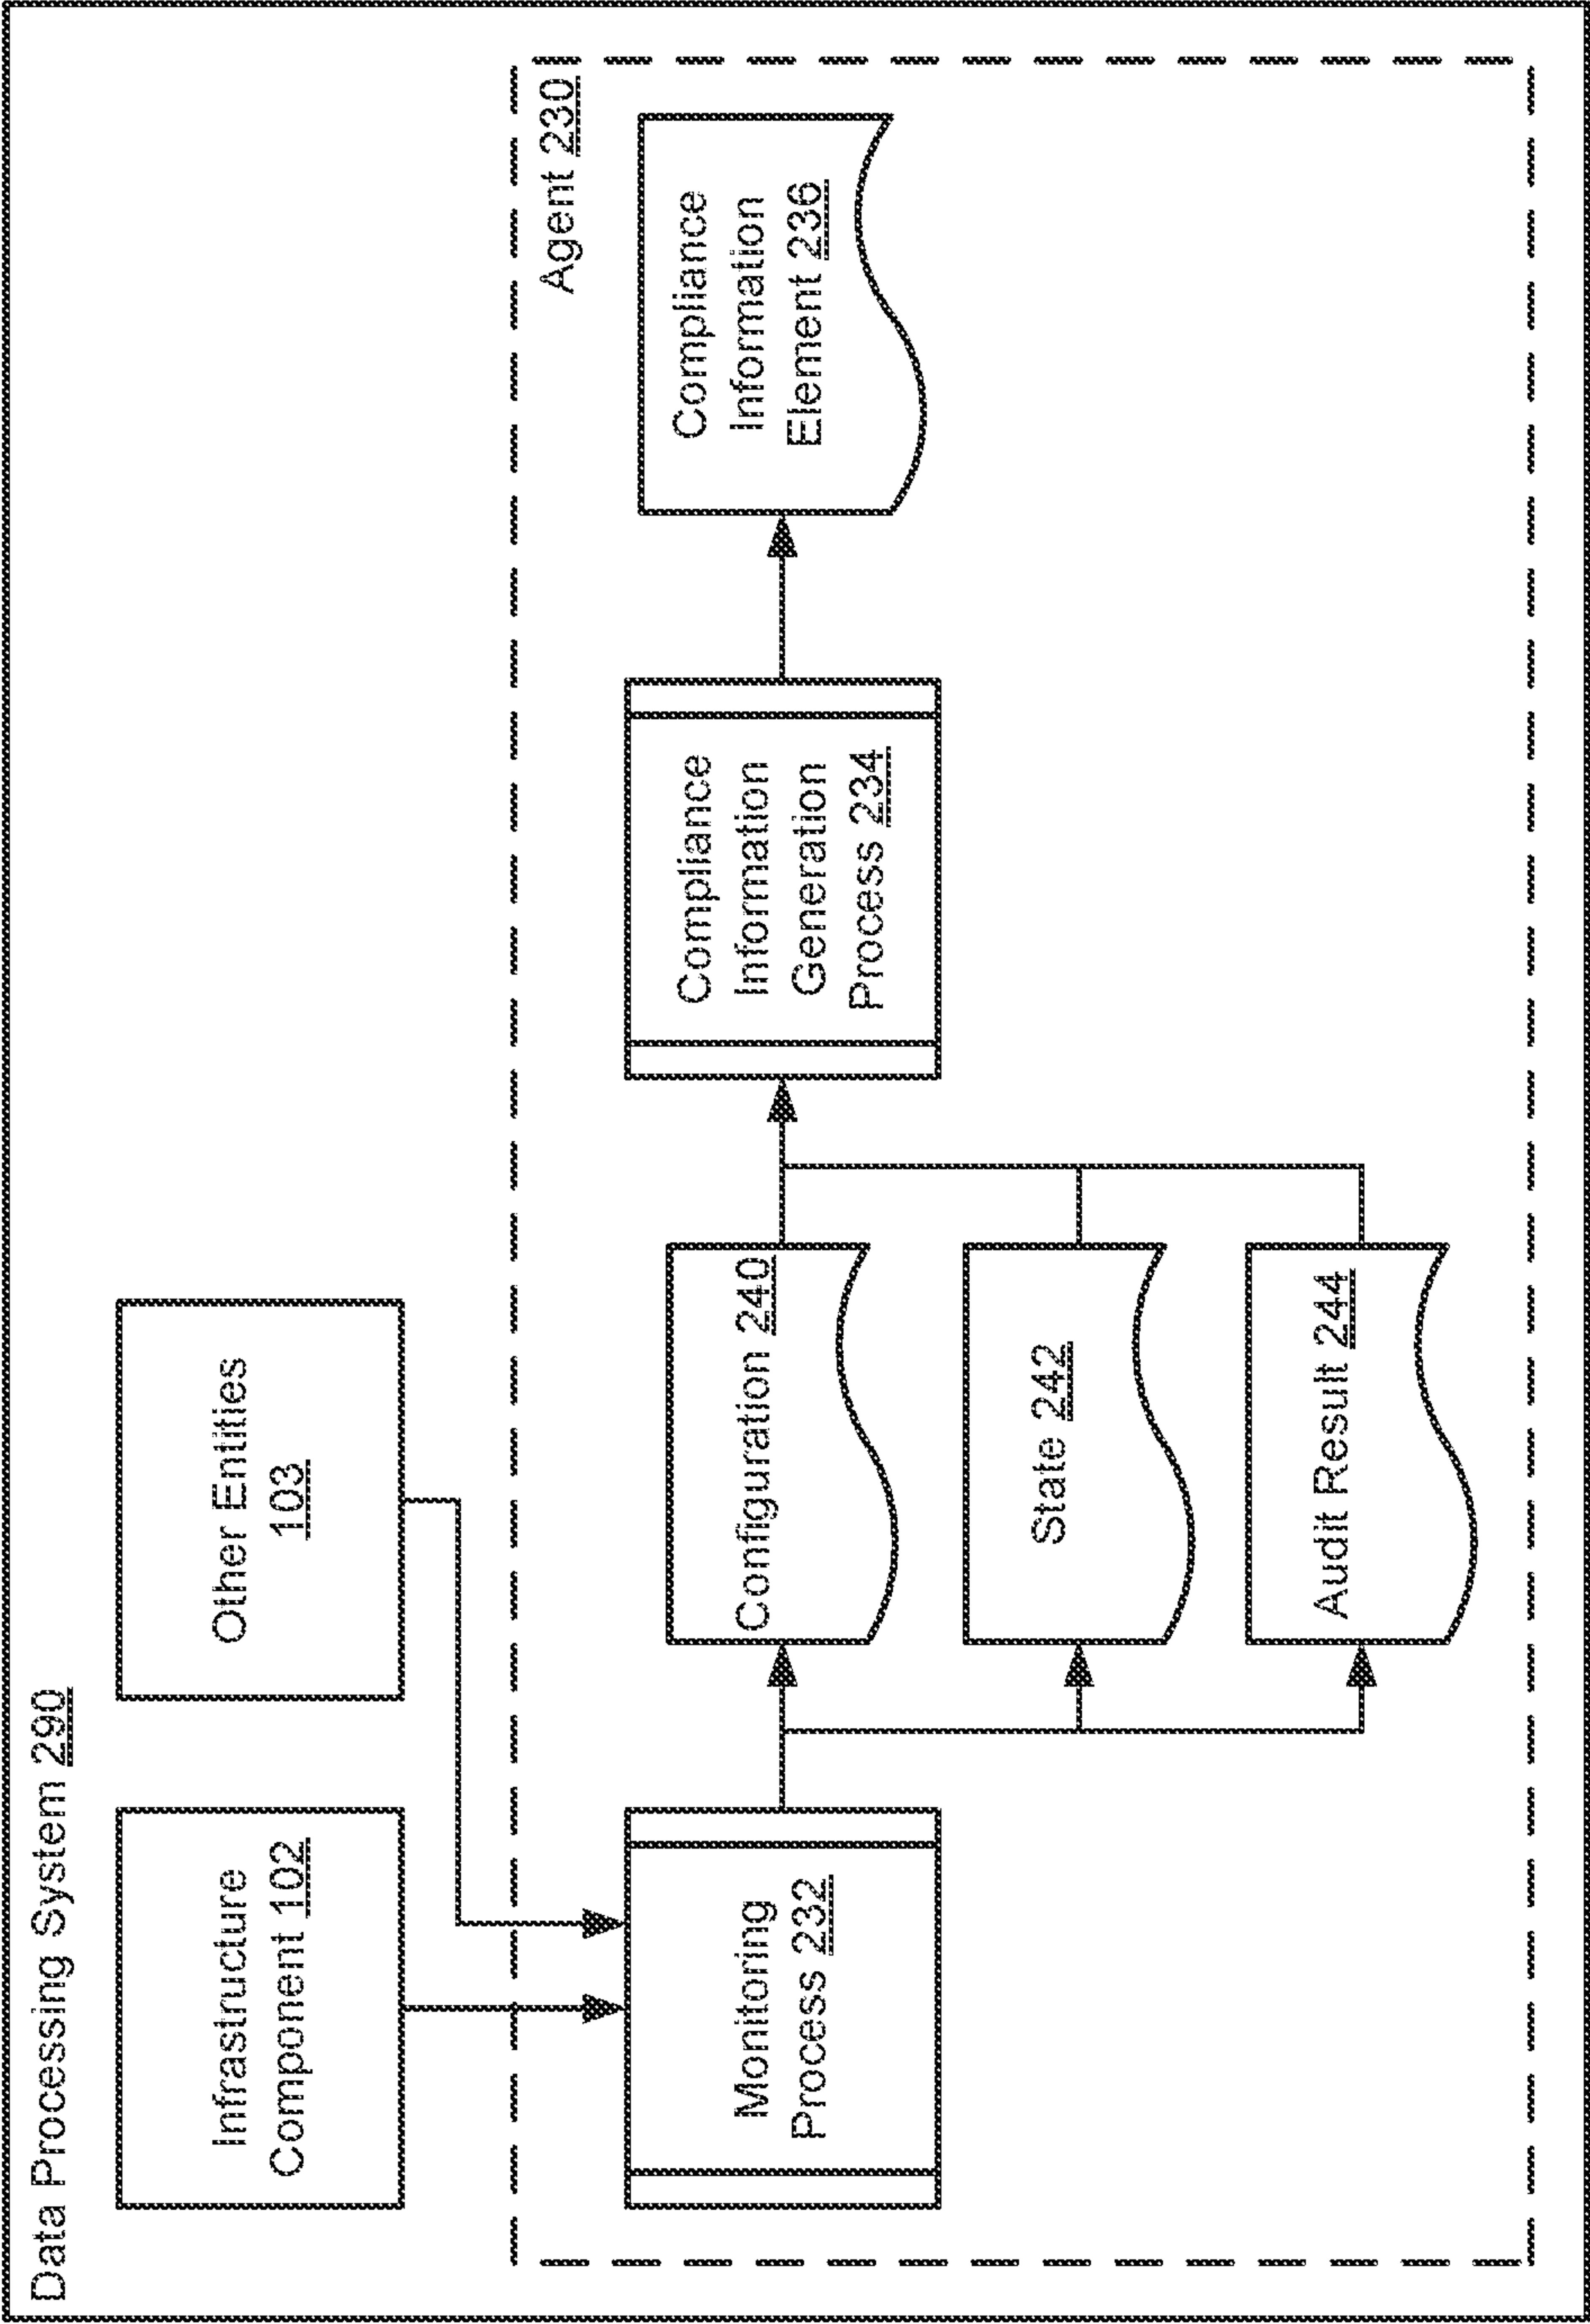 Data Processing System 290
Infrastructure
Component 102
Other Entities
103
Agent 230
Monitoring
Process 232
Configuration 240
State 242
Audit Result 244
Compliance
Information
Generation
Process 234
Compliance
Information
Element 236